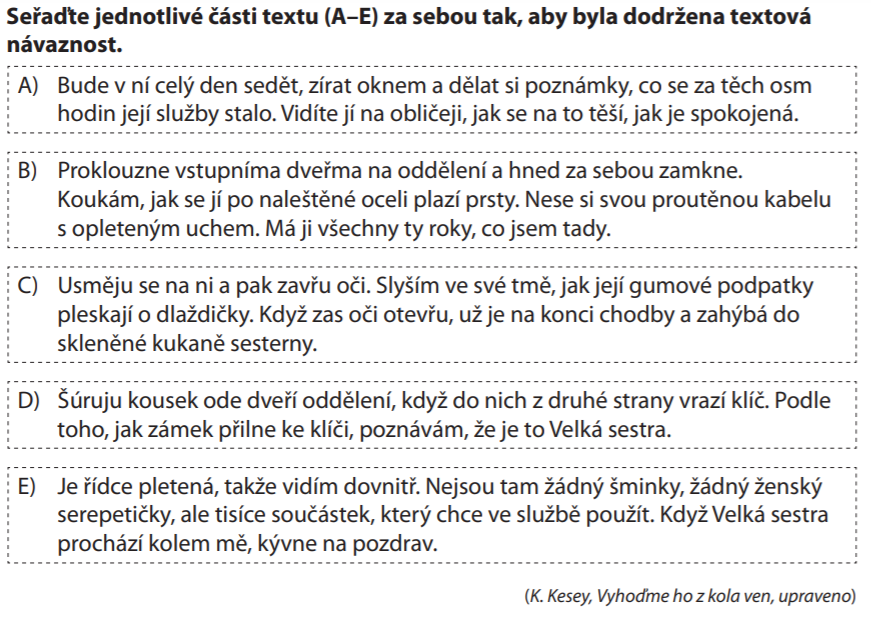 Seřaďte jednotlivé části textu (A–E) za sebou tak, aby byla dodržena textová
návaznost.
A) Bude v ní celý den sedět, zírat oknem a dělat si poznámky, co se za těch osm
hodin její služby stalo. Vidíte jí na obličeji, jak se na to těší, jak je spokojená.
B) Proklouzne vstupníma dveřma na oddělení a hned za sebou zamkne.
Koukám, jak se jí po naleštěné oceli plazí prsty. Nese si svou proutěnou kabelu
s opleteným uchem. Má ji všechny ty roky, co jsem tady.
C) Usměju se na ni a pak zavřu oči. Slyším ve své tmě, jak její gumové podpatky
pleskají o dlaždičky. Když zas oči otevřu, už je na konci chodby a zahýbá do
skleněné kukaně sesterny.
D) Šúruju kousek ode dveří oddělení, když do nich z druhé strany vrazí klíč. Podle
toho, jak zámek přilne ke klíči, poznávám, že je to Velká sestra.
E) Je řídce pletená, takže vidím dovnitř. Nejsou tam žádný šminky, žádný ženský
serepetičky, ale tisíce součástek, který chce ve službě použít. Když Velká sestra
prochází kolem mě, kývne na pozdrav.
(K. Kesey, Vyhoďme ho z kola ven, upraveno)